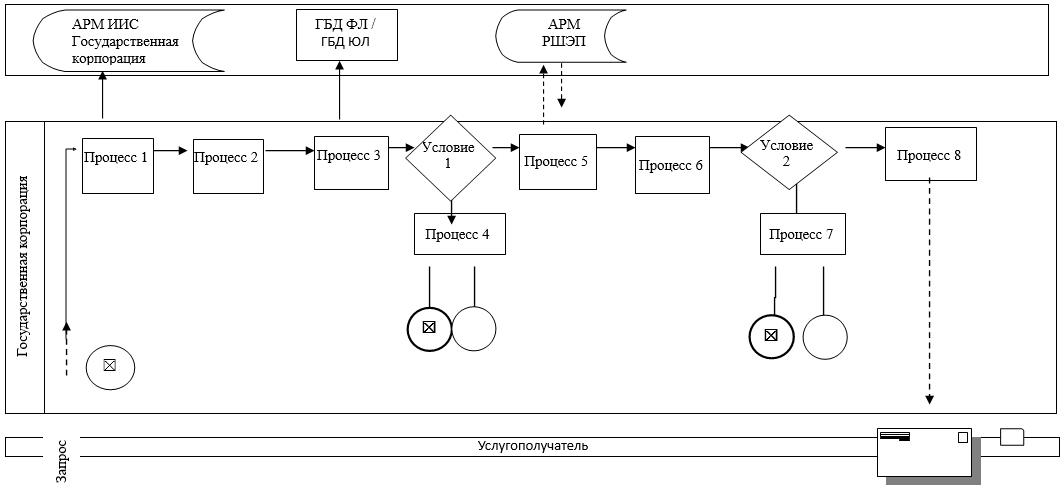 АРМ ИИС
Государственная
корпорация
ГБД ФЛ /
ГБД ЮЛ
АРМ
РШЭП
Государственная корпорация
Процесс 1
Процесс 2
Процесс 3
Условие
1
Процесс 5
Процесс 6
Условие
2
Процесс 8
Процесс 4
Процесс 7
Запрос
Услугополучатель